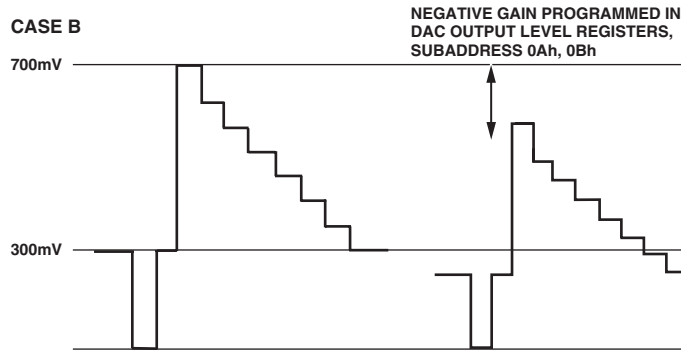 CASE B
NEGATIVE GAIN PROGRAMMED IN
DAC OUTPUT LEVEL REGISTERS,
SUBADDRESS 0Ah, 0Bh
700mV
300mV